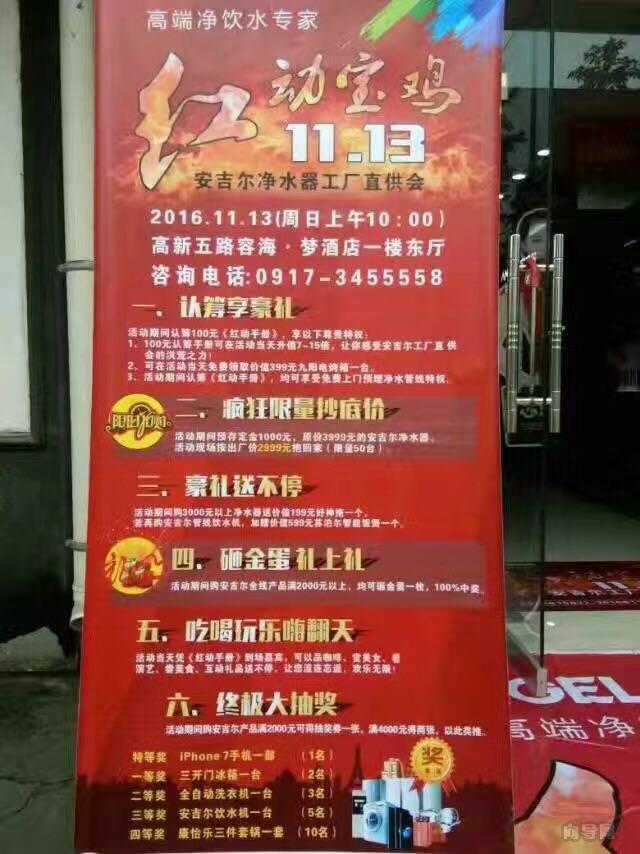 高端净饮水专家
红动宝鸡
11.13
安吉尔净水器工厂直供会
2016.11.13(周日上午10:00)
高新五路容海·梦酒店一楼东厅
咨询电话:0917-3455558
一、认筹享豪礼
活动期间认筹100元《红动手册》，享以下尊贵特权：
1、100元认筹手册可在活动当天升值7-15倍，让你感受安吉尔工厂直供
会的洪荒之力！
2、可在活动当天免费领取价值399元九阳电烤箱一台。
3、活动期间认筹《红动手册》，均可享受免费上门预埋净水管线特权。
二、疯狂限量抄底价
活动期间预存定金1000元，原价3999元的安吉尔净水器。
活动现场按出厂价2999元抱回家（限量50台）
三、豪礼送不停
活动期间购3000元以上净水器送价值199元好神拖一个，
首再购安吉尔管线饮水机，加赠价值599元苏泊尔智能饭煲一个。
四、砸金蛋礼上礼
活动期间购安吉尔全线产品满2000元以上，均可砸金蛋一枚，100%中奖。
五、吃喝玩乐嗨翻天
活动当天凭《红动手册》到场嘉宾，可以品咖啡、赏美女、看
演艺、尝美食、互动礼品送不停、让您流连忘返，欢乐无限！
六、终极大抽奖
活动期间购安吉尔产品满2000元可得抽奖券一张，满4000元得两张，以此类推。
特等奖 iPhone 7手机一部 （1名）
一等奖 三开门冰箱一台 （2名）
二等奖 全自动洗衣机一台 （3名）
三等奖 安吉尔饮水机一台 （5名）
四等奖 康怡乐三件套锅一套 （10名）
奖
GEL
高端净
向导网